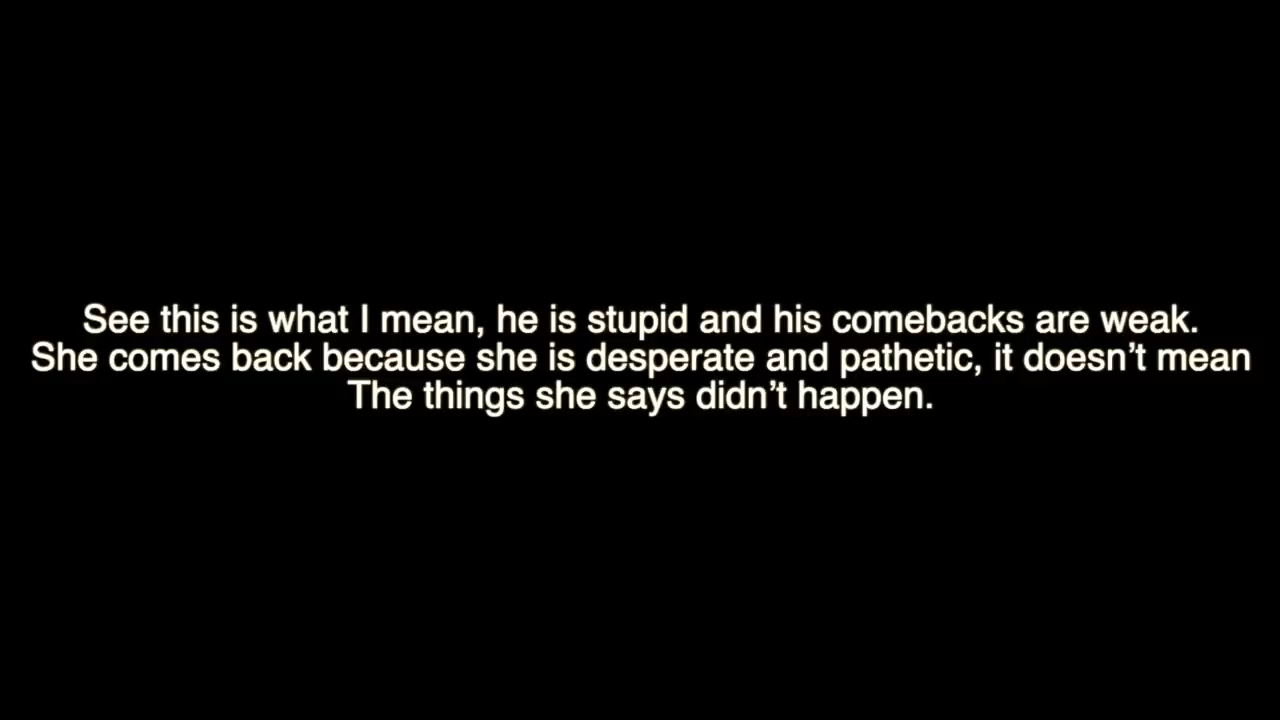 See this is what I mean, he is stupid and his comebacks are weak.
She comes back because she is desperate and pathetic, it doesn’t mean
The things she says didn’t happen.